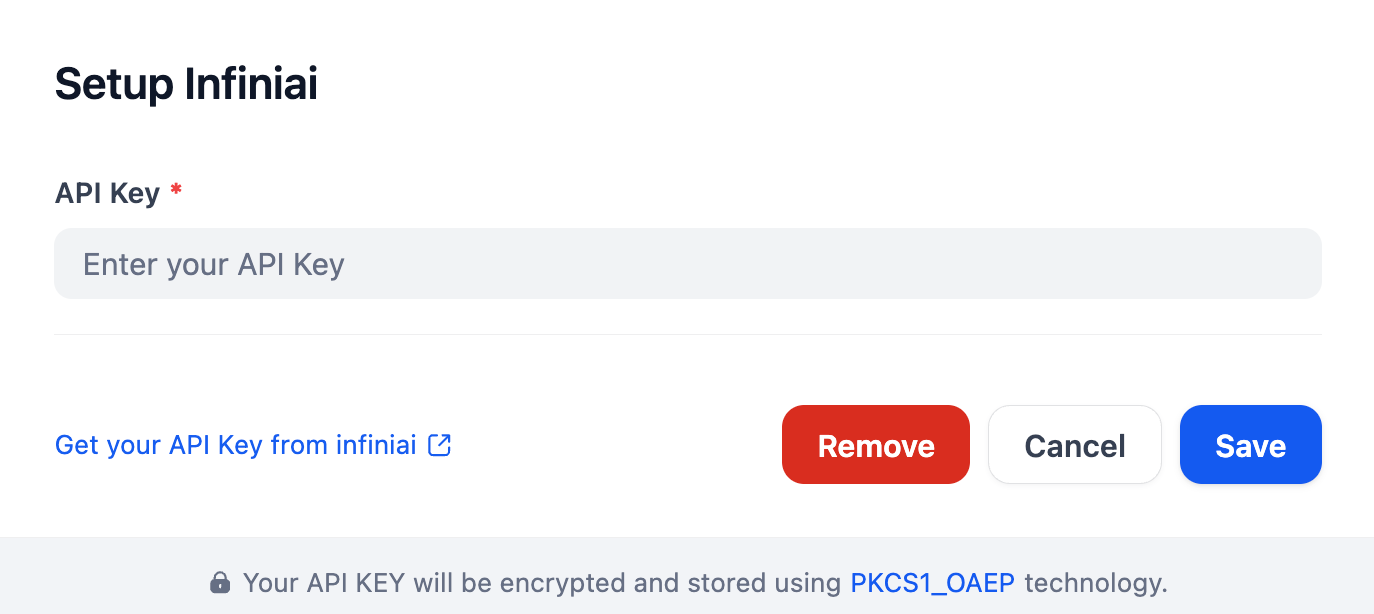 Setup Infiniai
API Key *
Enter your API Key
Get your API Key from infiniai
Remove
Cancel
Save
Your API KEY will be encrypted and stored using PKCS1_OAEP technology.